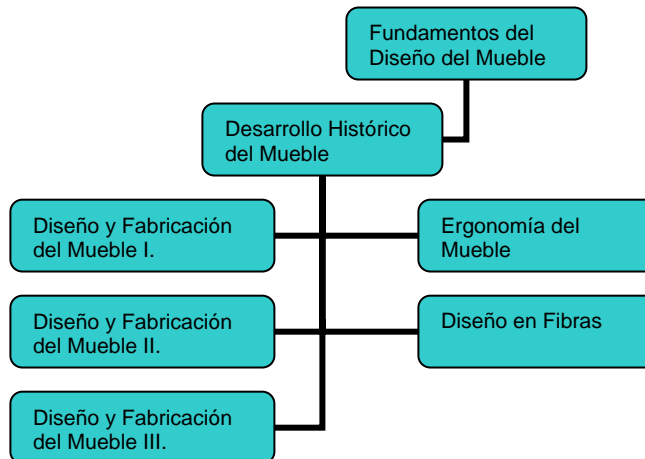 Fundamentos del
Diseño del Mueble
Desarrollo Histórico
del Mueble
Diseño y Fabricación
del Mueble I.
Ergonomía del
Mueble
Diseño y Fabricación
del Mueble II.
Diseño en Fibras
Diseño y Fabricación
del Mueble III.